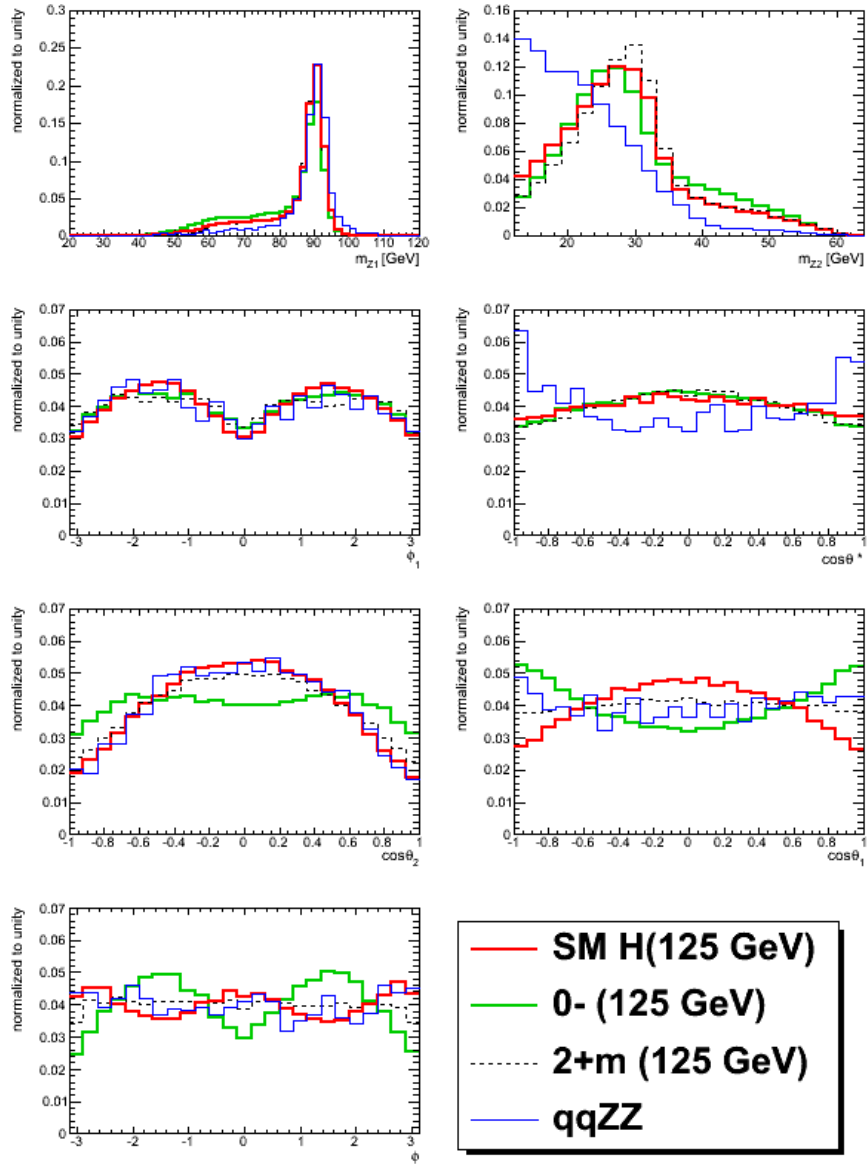 normalized to unity
0.3
0.25
0.2
0.15
0.1
0.05
0
20 30 40 50 60 70 80 90 100 110 120
m_Z1 [GeV]
normalized to unity
0.16
0.14
0.12
0.10
0.08
0.06
0.04
0.02
0.00
20 30 40 50 60
m_Z2 [GeV]
normalized to unity
0.07
0.06
0.05
0.04
0.03
0.02
0.01
0
-3 -2 -1 0 1 2 3
ϕ_1
normalized to unity
0.07
0.06
0.05
0.04
0.03
0.02
0.01
0
-1 -0.8 -0.6 -0.4 -0.2 0 0.2 0.4 0.6 0.8 1
cosθ *
normalized to unity
0.07
0.06
0.05
0.04
0.03
0.02
0.01
0
-1 -0.8 -0.6 -0.4 -0.2 0 0.2 0.4 0.6 0.8 1
cosθ_2
normalized to unity
0.07
0.06
0.05
0.04
0.03
0.02
0.01
0
-1 -0.8 -0.6 -0.4 -0.2 0 0.2 0.4 0.6 0.8 1
cosθ_1
normalized to unity
0.07
0.06
0.05
0.04
0.03
0.02
0.01
0
-3 -2 -1 0 1 2 3
ϕ
SM H(125 GeV)
0- (125 GeV)
2+m (125 GeV)
qqZZ